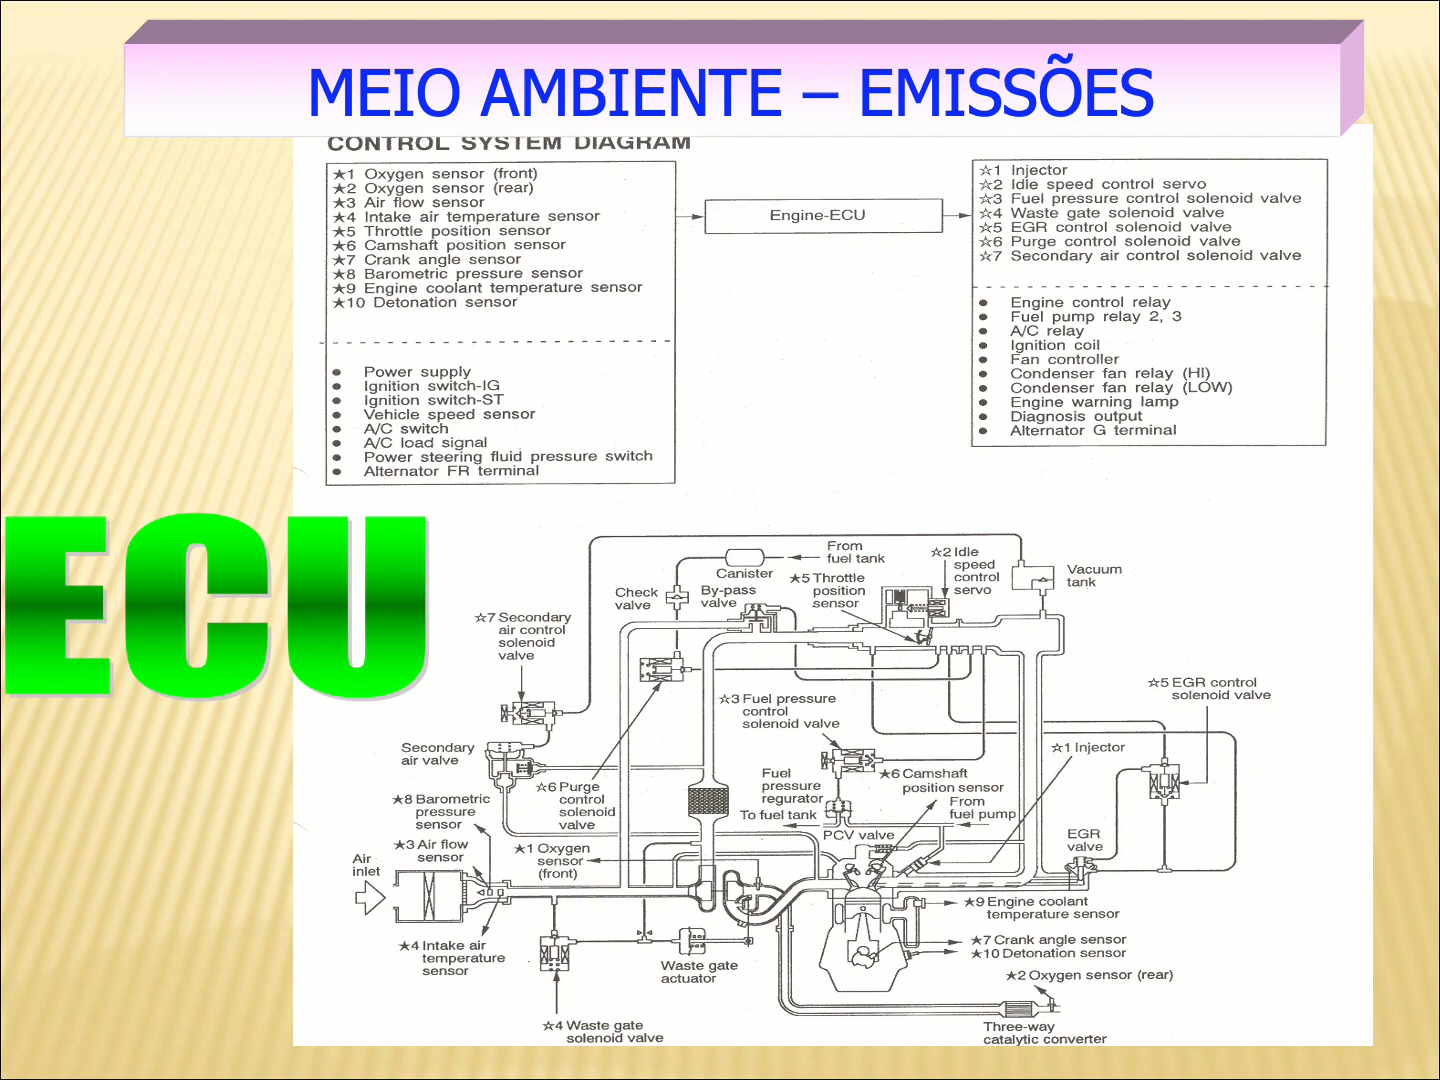 MEIO AMBIENTE – EMISSÕES
CONTROL SYSTEM DIAGRAM
★1 Oxygen sensor (front)
★2 Oxygen sensor (rear)
★3 Air flow sensor
★4 Intake air temperature sensor
★5 Throttle position sensor
★6 Camshaft position sensor
★7 Crank angle sensor
★8 Barometric pressure sensor
★9 Engine coolant temperature sensor
★10 Detonation sensor
● Power supply
● Ignition switch-IG
● Ignition switch-ST
● Vehicle speed sensor
● A/C switch
● A/C load signal
● Power steering fluid pressure switch
● Alternator FR terminal
Engine-ECU
☆1 Injector
☆2 Idle speed control servo
☆3 Fuel pressure control solenoid valve
☆4 Waste gate solenoid valve
☆5 EGR control solenoid valve
☆6 Purge control solenoid valve
☆7 Secondary air control solenoid valve
● Engine control relay
● Fuel pump relay 2, 3
● A/C relay
● Ignition coil
● Fan controller
● Condenser fan relay (HI)
● Condenser fan relay (LOW)
● Engine warning lamp
● Diagnosis output
● Alternator G terminal
ECU
From
fuel tank
Canister
☆2 Idle
speed
control
servo
Vacuum
tank
★5 Throttle
position
sensor
Check
valve
By-pass
valve
☆7 Secondary
air control
solenoid
valve
☆5 EGR control
solenoid valve
☆3 Fuel pressure
control
solenoid valve
Secondary
air valve
☆1 Injector
Fuel
pressure
regurator
★6 Camshaft
position sensor
☆6 Purge
control
solenoid
valve
From
fuel pump
To fuel tank
PCV valve
EGR
valve
★8 Barometric
pressure
sensor
★3 Air flow
sensor
★1 Oxygen
sensor
(front)
Air
inlet
★9 Engine coolant
temperature sensor
★4 Intake air
temperature
sensor
★7 Crank angle sensor
★10 Detonation sensor
Waste gate
actuator
★2 Oxygen sensor (rear)
☆4 Waste gate
solenoid valve
Three-way
catalytic converter